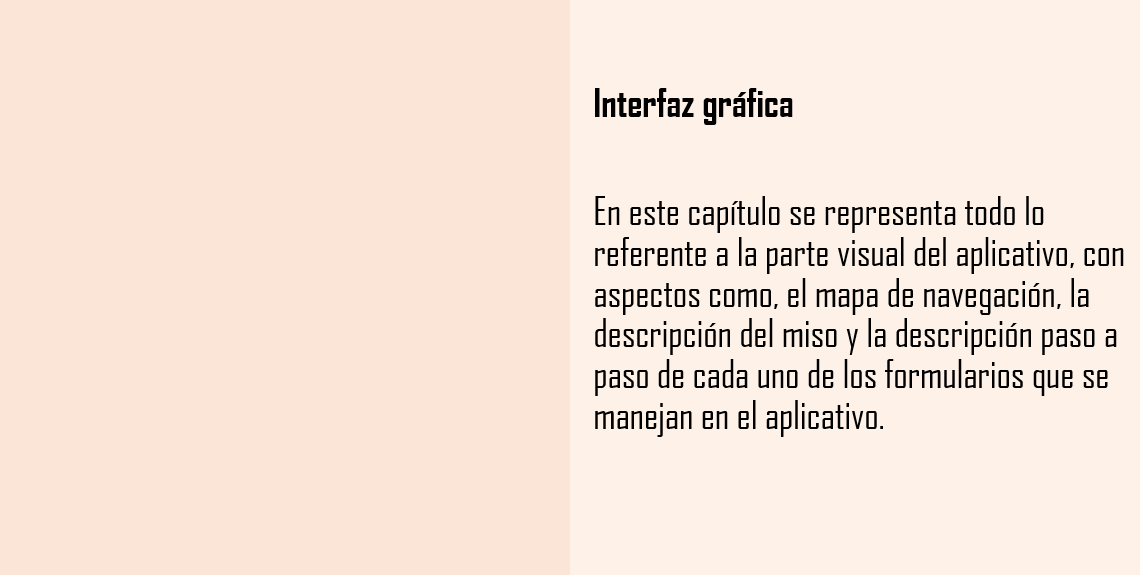 Interfaz gráfica
En este capítulo se representa todo lo
referente a la parte visual del aplicativo, con
aspectos como, el mapa de navegación, la
descripción del miso y la descripción paso a
paso de cada uno de los formularios que se
manejan en el aplicativo.